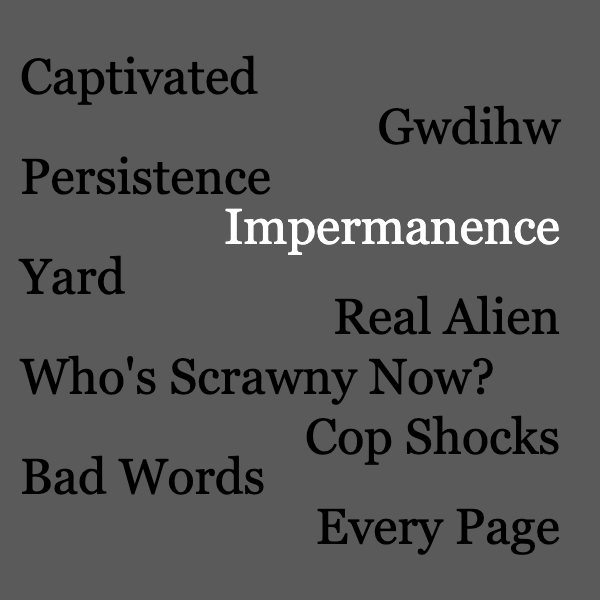 Captivated
Gwdihw
Persistence
Impermanence
Yard
Real Alien
Who's Scrawny Now?
Cop Shocks
Bad Words
Every Page